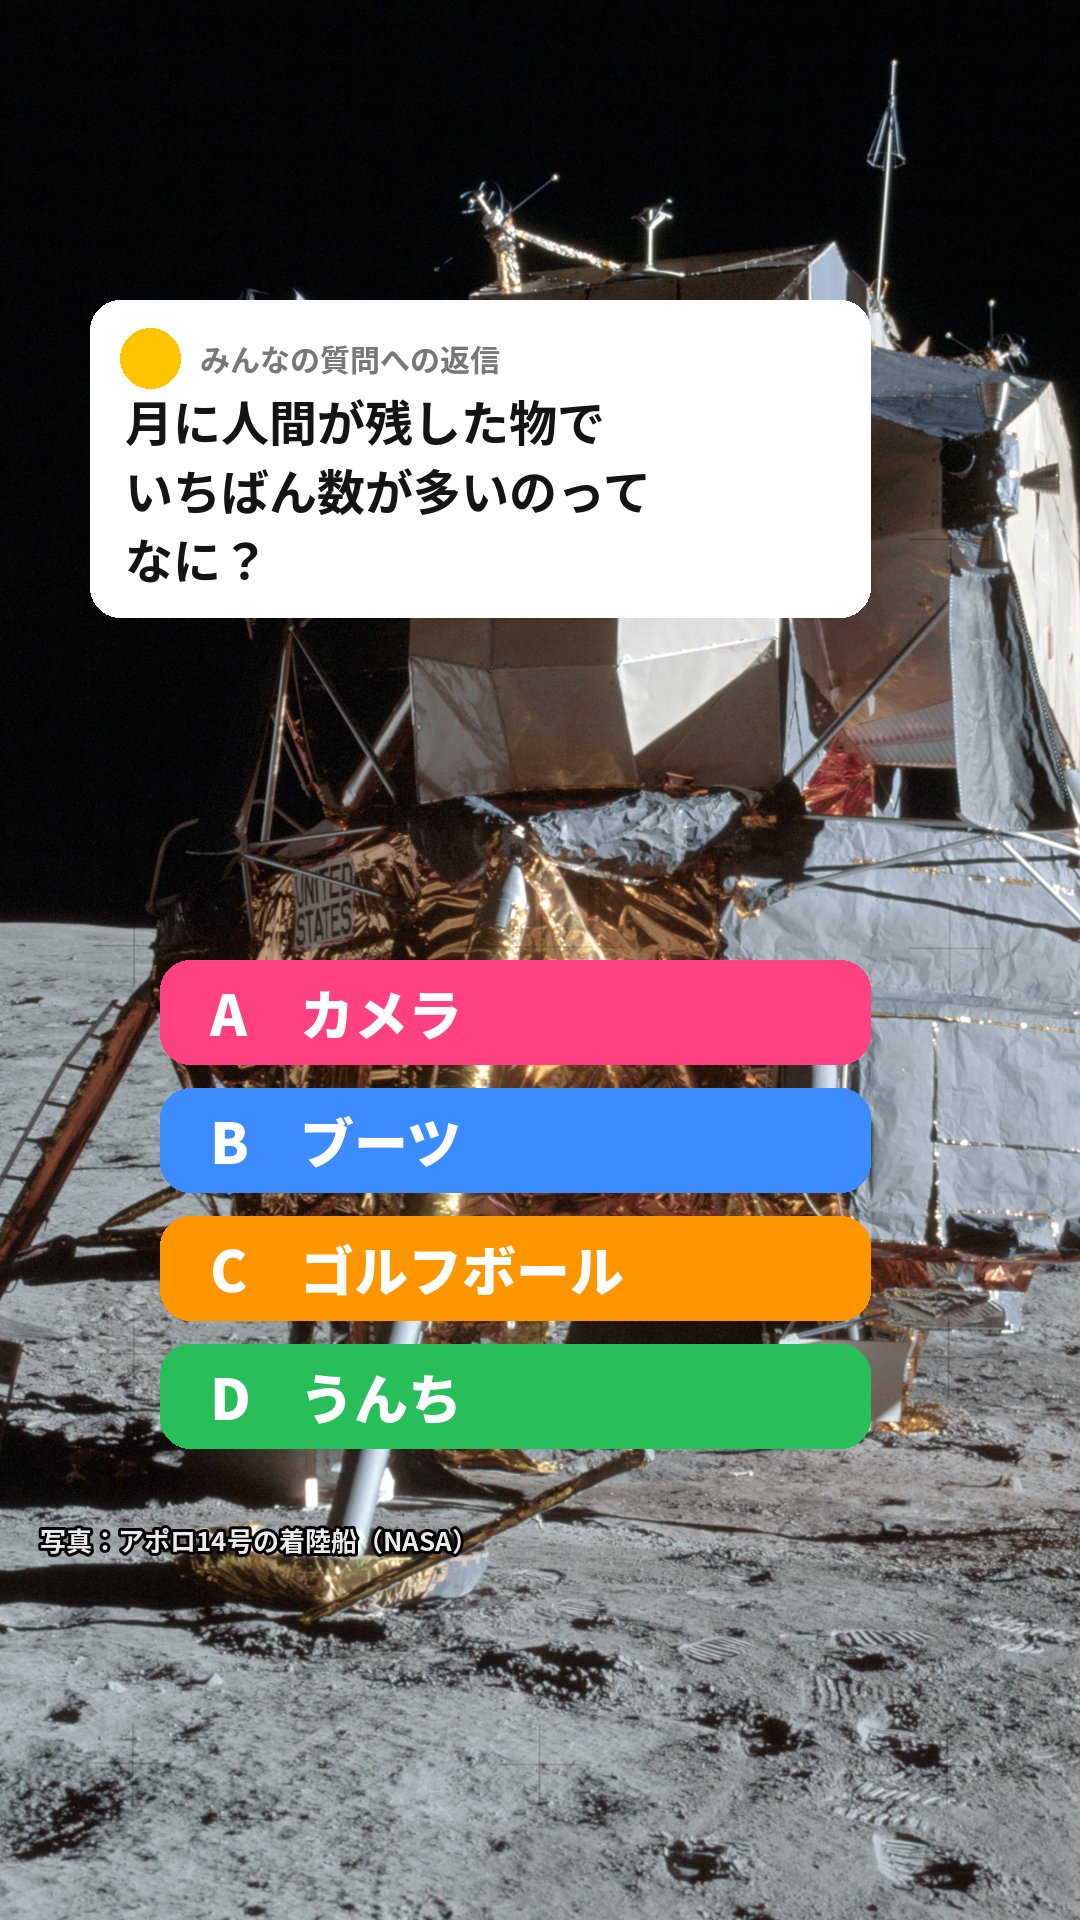 みんなの質問への返信
月に人間が残した物で
いちばん数が多いのって
なに？
UNITED
STATES
A カメラ
B ブーツ
C ゴルフボール
D うんち
写真：アポロ14号の着陸船（NASA）